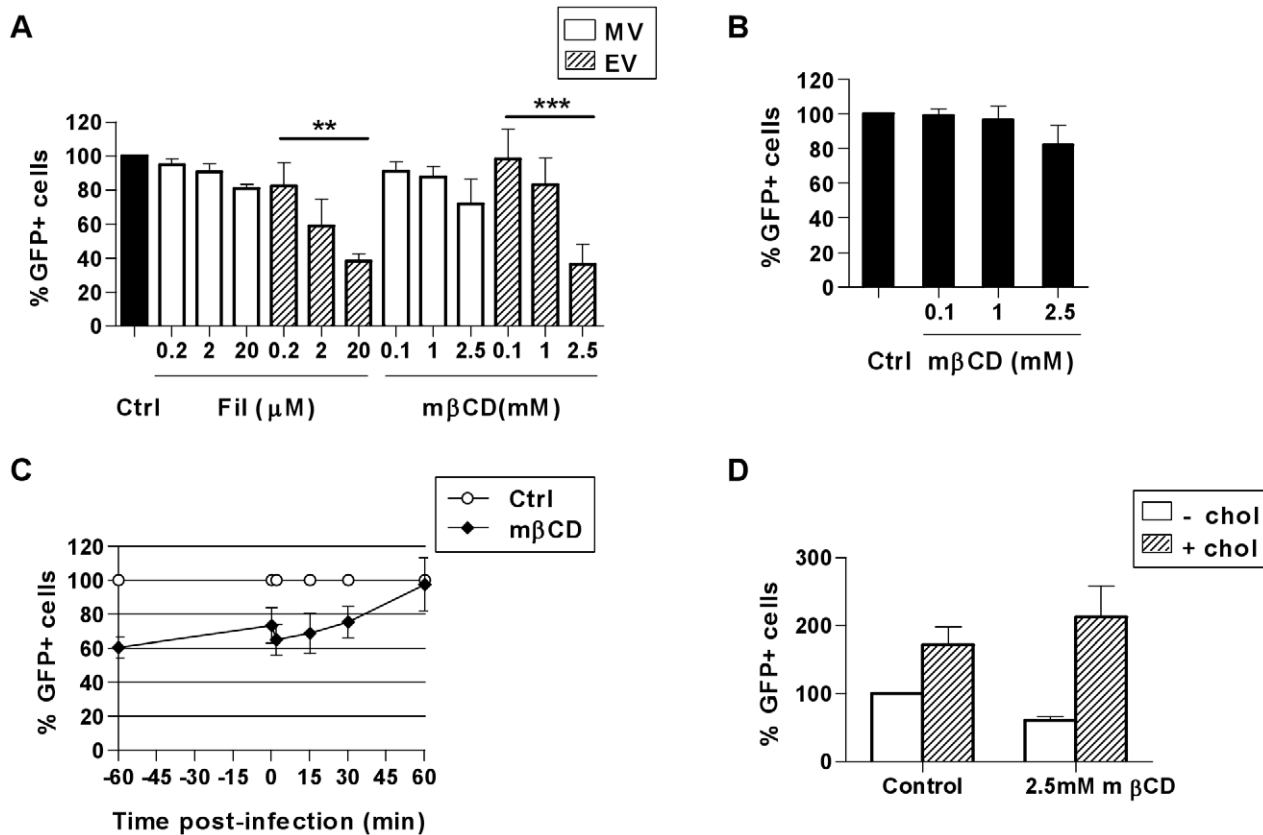 A
MV
EV
% GFP+ cells
120
100
80
60
40
20
0
** ***
0.2 2 20 0.2 2 20 0.1 1 2.5 0.1 1 2.5
Ctrl Fil (μM) mβCD(mM)
B
% GFP+ cells
120
100
80
60
40
20
0
0.1 1 2.5
Ctrl mβCD (mM)
C
Ctrl
mβCD
% GFP+ cells
120
100
80
60
40
20
0
-60 -45 -30 -15 0 15 30 45 60
Time post-infection (min)
D
- chol
+ chol
% GFP+ cells
300
200
100
0
Control 2.5mM m βCD